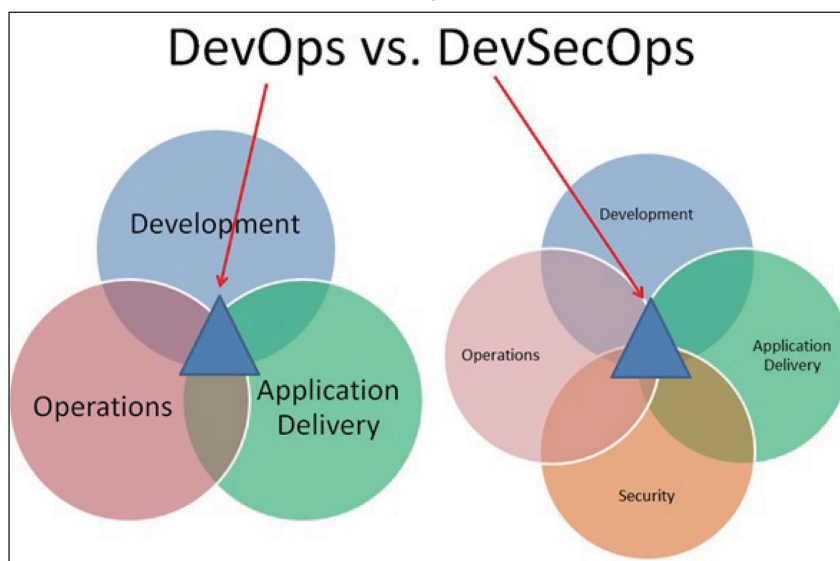 DevOps vs. DevSecOps
Development
Operations
Application
Delivery
Development
Operations
Application
Delivery
Security